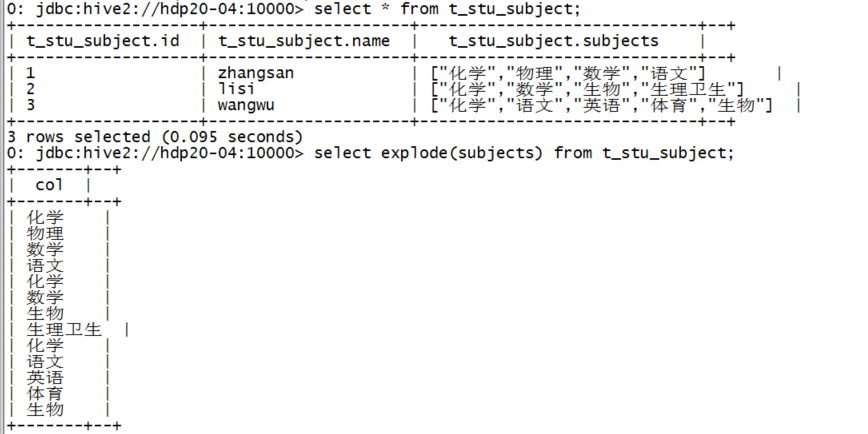 0: jdbc:hive2://hdp20-04:10000> select * from t_stu_subject;
+-------------------+---------------------+------------------------------+--+
| t_stu_subject.id | t_stu_subject.name | t_stu_subject.subjects |
+-------------------+---------------------+------------------------------+--+
| 1 | zhangsan | ["化学","物理","数学","语文"] |
| 2 | lisi | ["化学","数学","生物","生理卫生"] |
| 3 | wangwu | ["化学","语文","英语","体育","生物"] |
+-------------------+---------------------+------------------------------+--+
3 rows selected (0.095 seconds)
0: jdbc:hive2://hdp20-04:10000> select explode(subjects) from t_stu_subject;
+-------+--+
| col |
+-------+--+
| 化学 |
| 物理 |
| 数学 |
| 语文 |
| 化学 |
| 数学 |
| 生物 |
| 生理卫生 |
| 化学 |
| 语文 |
| 英语 |
| 体育 |
| 生物 |
+-------+--+